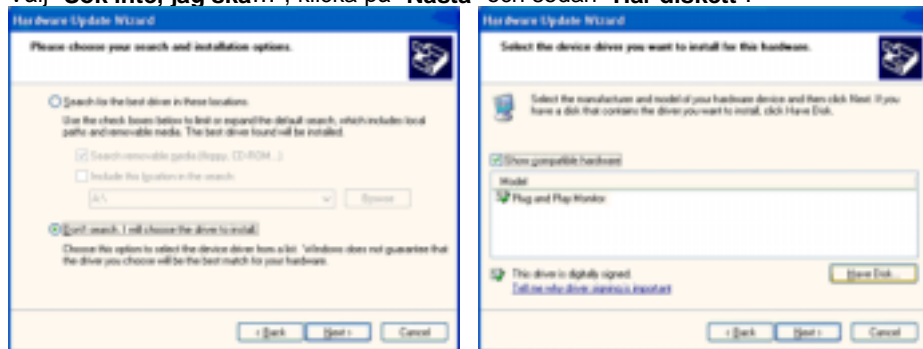 Välj "Sök inte, jag ska...", klicka på "Nästa" och sedan "Har diskett".
Hardware Update Wizard
Please choose your search and installation options.
Search for the best driver in these locations.
Use the check boxes below to limit or expand the default search, which includes local
paths and removable media. The best driver found will be installed.
Search removable media (floppy, CD-ROM...)
Include this location in the search:
A:\
Browse
Don't search. I will choose the driver to install.
Choose this option to select the device driver from a list. Windows does not guarantee that
the driver you choose will be the best match for your hardware.
< Back Next > Cancel
Hardware Update Wizard
Select the device driver you want to install for this hardware.
Select the manufacturer and model of your hardware device and then click Next. If you
have a disk that contains the driver you want to install, click Have Disk.
Show compatible hardware
Model
Plug and Play Monitor
This driver is digitally signed.
Tell me why driver signing is important
Have Disk...
< Back Next > Cancel